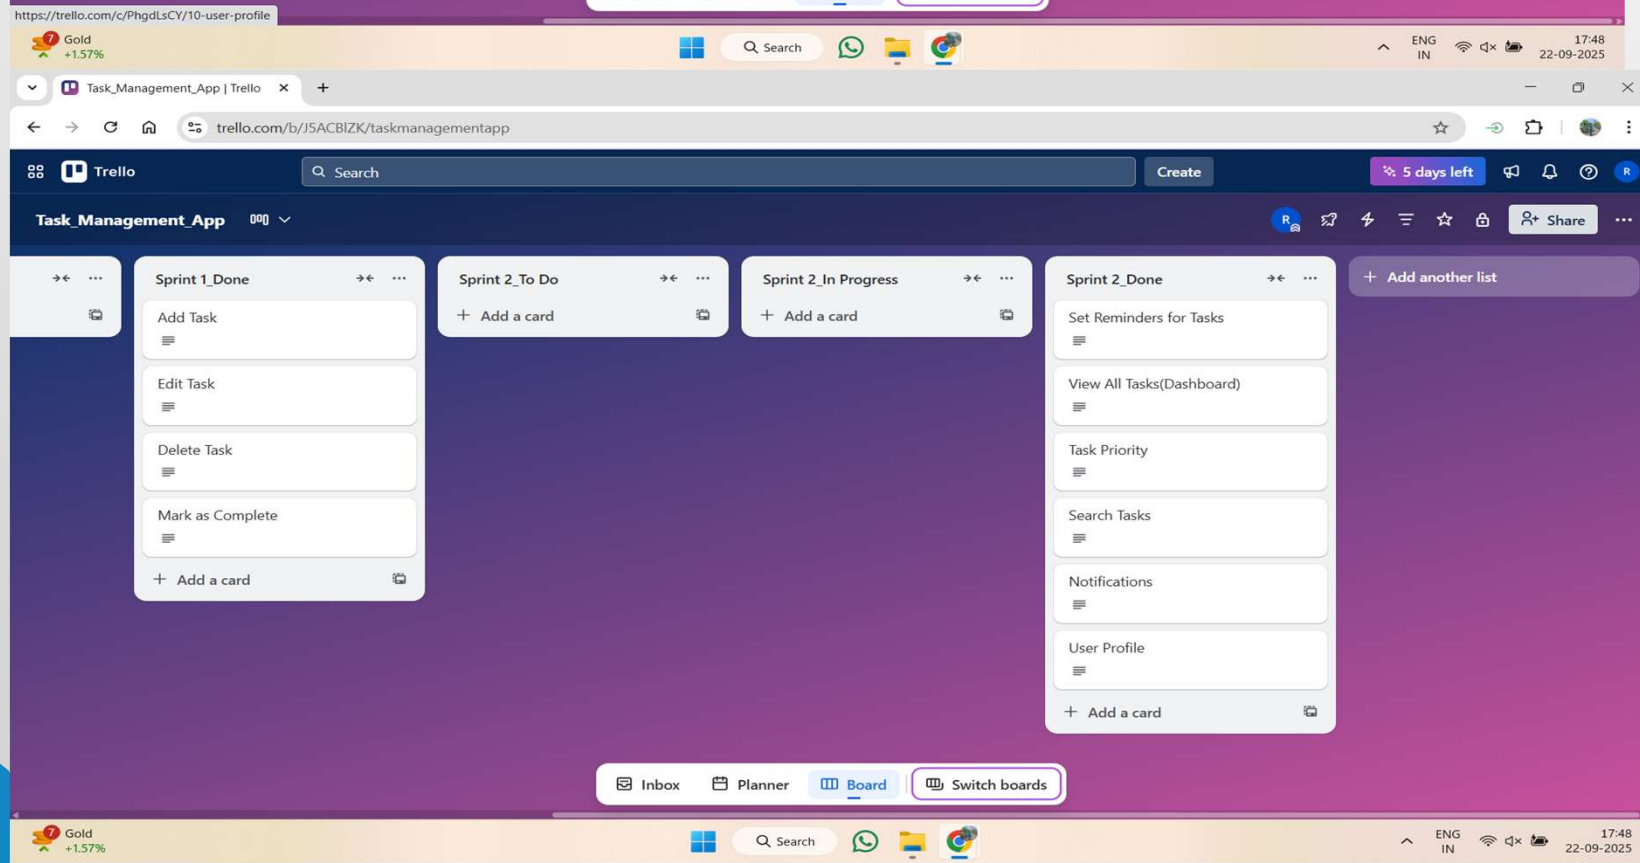 https://trello.com/c/PhgdLsCY/10-user-profile
7 Gold
+1.57%
Search
ENG
IN
17:48
22-09-2025
Task_Management_App | Trello
trello.com/b/J5ACBlZK/taskmanagementapp
Trello
Search
Create
5 days left
R
Task_Management_App
R
Share
Sprint 1_Done
Add Task
Edit Task
Delete Task
Mark as Complete
+ Add a card
Sprint 2_To Do
+ Add a card
Sprint 2_In Progress
+ Add a card
Sprint 2_Done
Set Reminders for Tasks
View All Tasks(Dashboard)
Task Priority
Search Tasks
Notifications
User Profile
+ Add a card
+ Add another list
Inbox
Planner
Board
Switch boards
7 Gold
+1.57%
Search
ENG
IN
17:48
22-09-2025